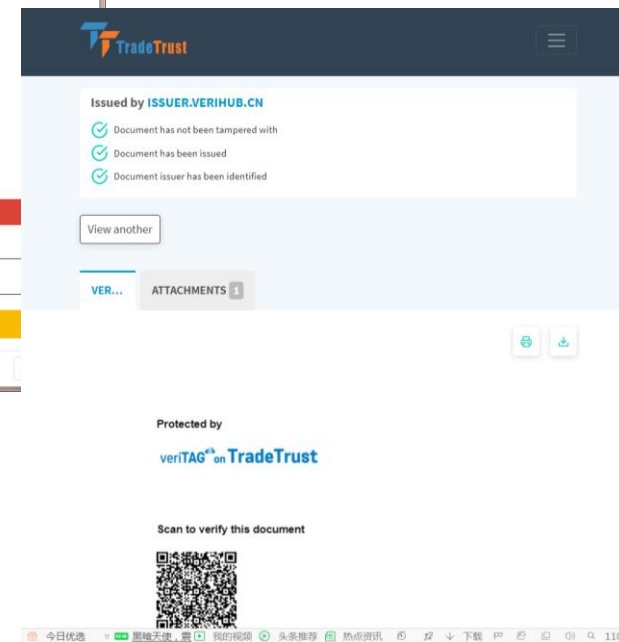 TradeTrust
Issued by ISSUER.VERIHUB.CN
Document has not been tampered with
Document has been issued
Document issuer has been identified
View another
VER...
ATTACHMENTS 1
Protected by
veriTAG on TradeTrust
Scan to verify this document
今日优选 黑暗天使，震 我的视频 头条推荐 热点资讯 下载